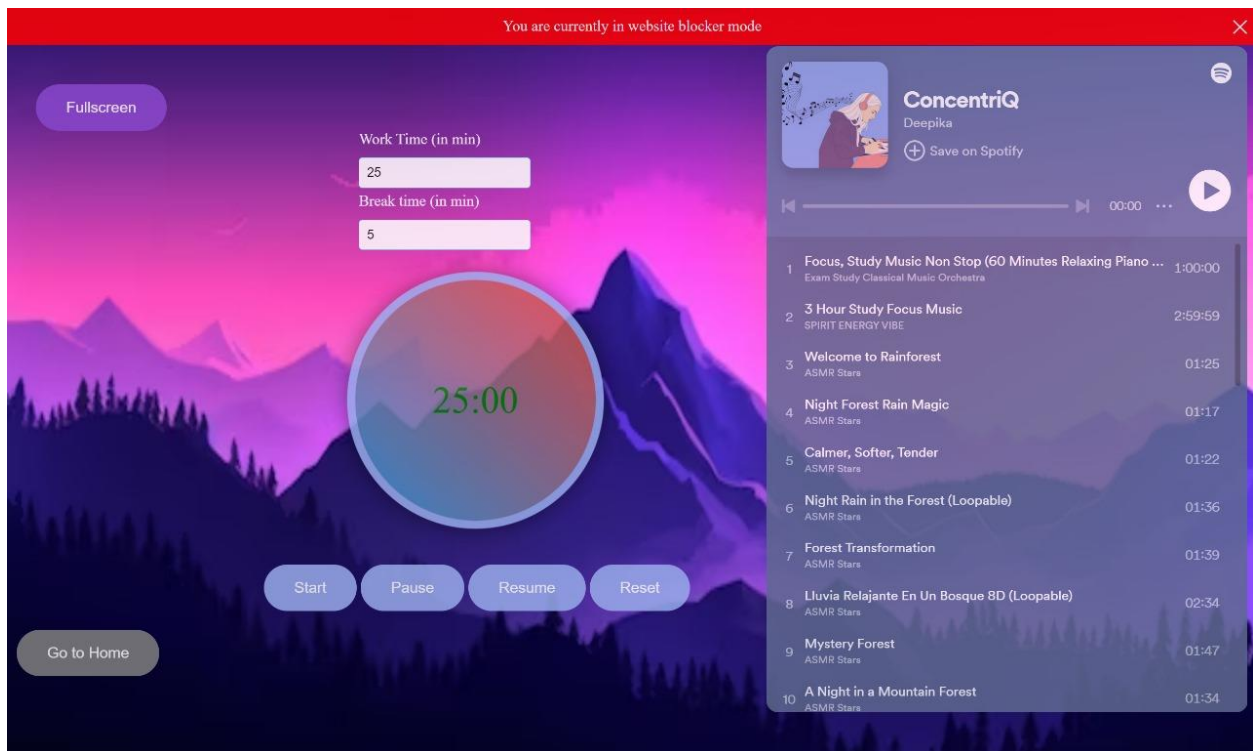 You are currently in website blocker mode
Fullscreen
Work Time (in min)
25
Break time (in min)
5
25:00
Start Pause Resume Reset
Go to Home
ConcentriQ
Deepika
Save on Spotify
00:00
1 Focus, Study Music Non Stop (60 Minutes Relaxing Piano ... 1:00:00
Exam Study Classical Music Orchestra
2 3 Hour Study Focus Music 2:59:59
SPIRIT ENERGY VIBE
3 Welcome to Rainforest 01:25
ASMR Stars
4 Night Forest Rain Magic 01:17
ASMR Stars
5 Calmer, Softer, Tender 01:22
ASMR Stars
6 Night Rain in the Forest (Loopable) 01:36
ASMR Stars
7 Forest Transformation 01:39
ASMR Stars
8 Lluvia Relajante En Un Bosque 8D (Loopable) 02:34
ASMR Stars
9 Mystery Forest 01:47
ASMR Stars
10 A Night in a Mountain Forest 01:34
ASMR Stars